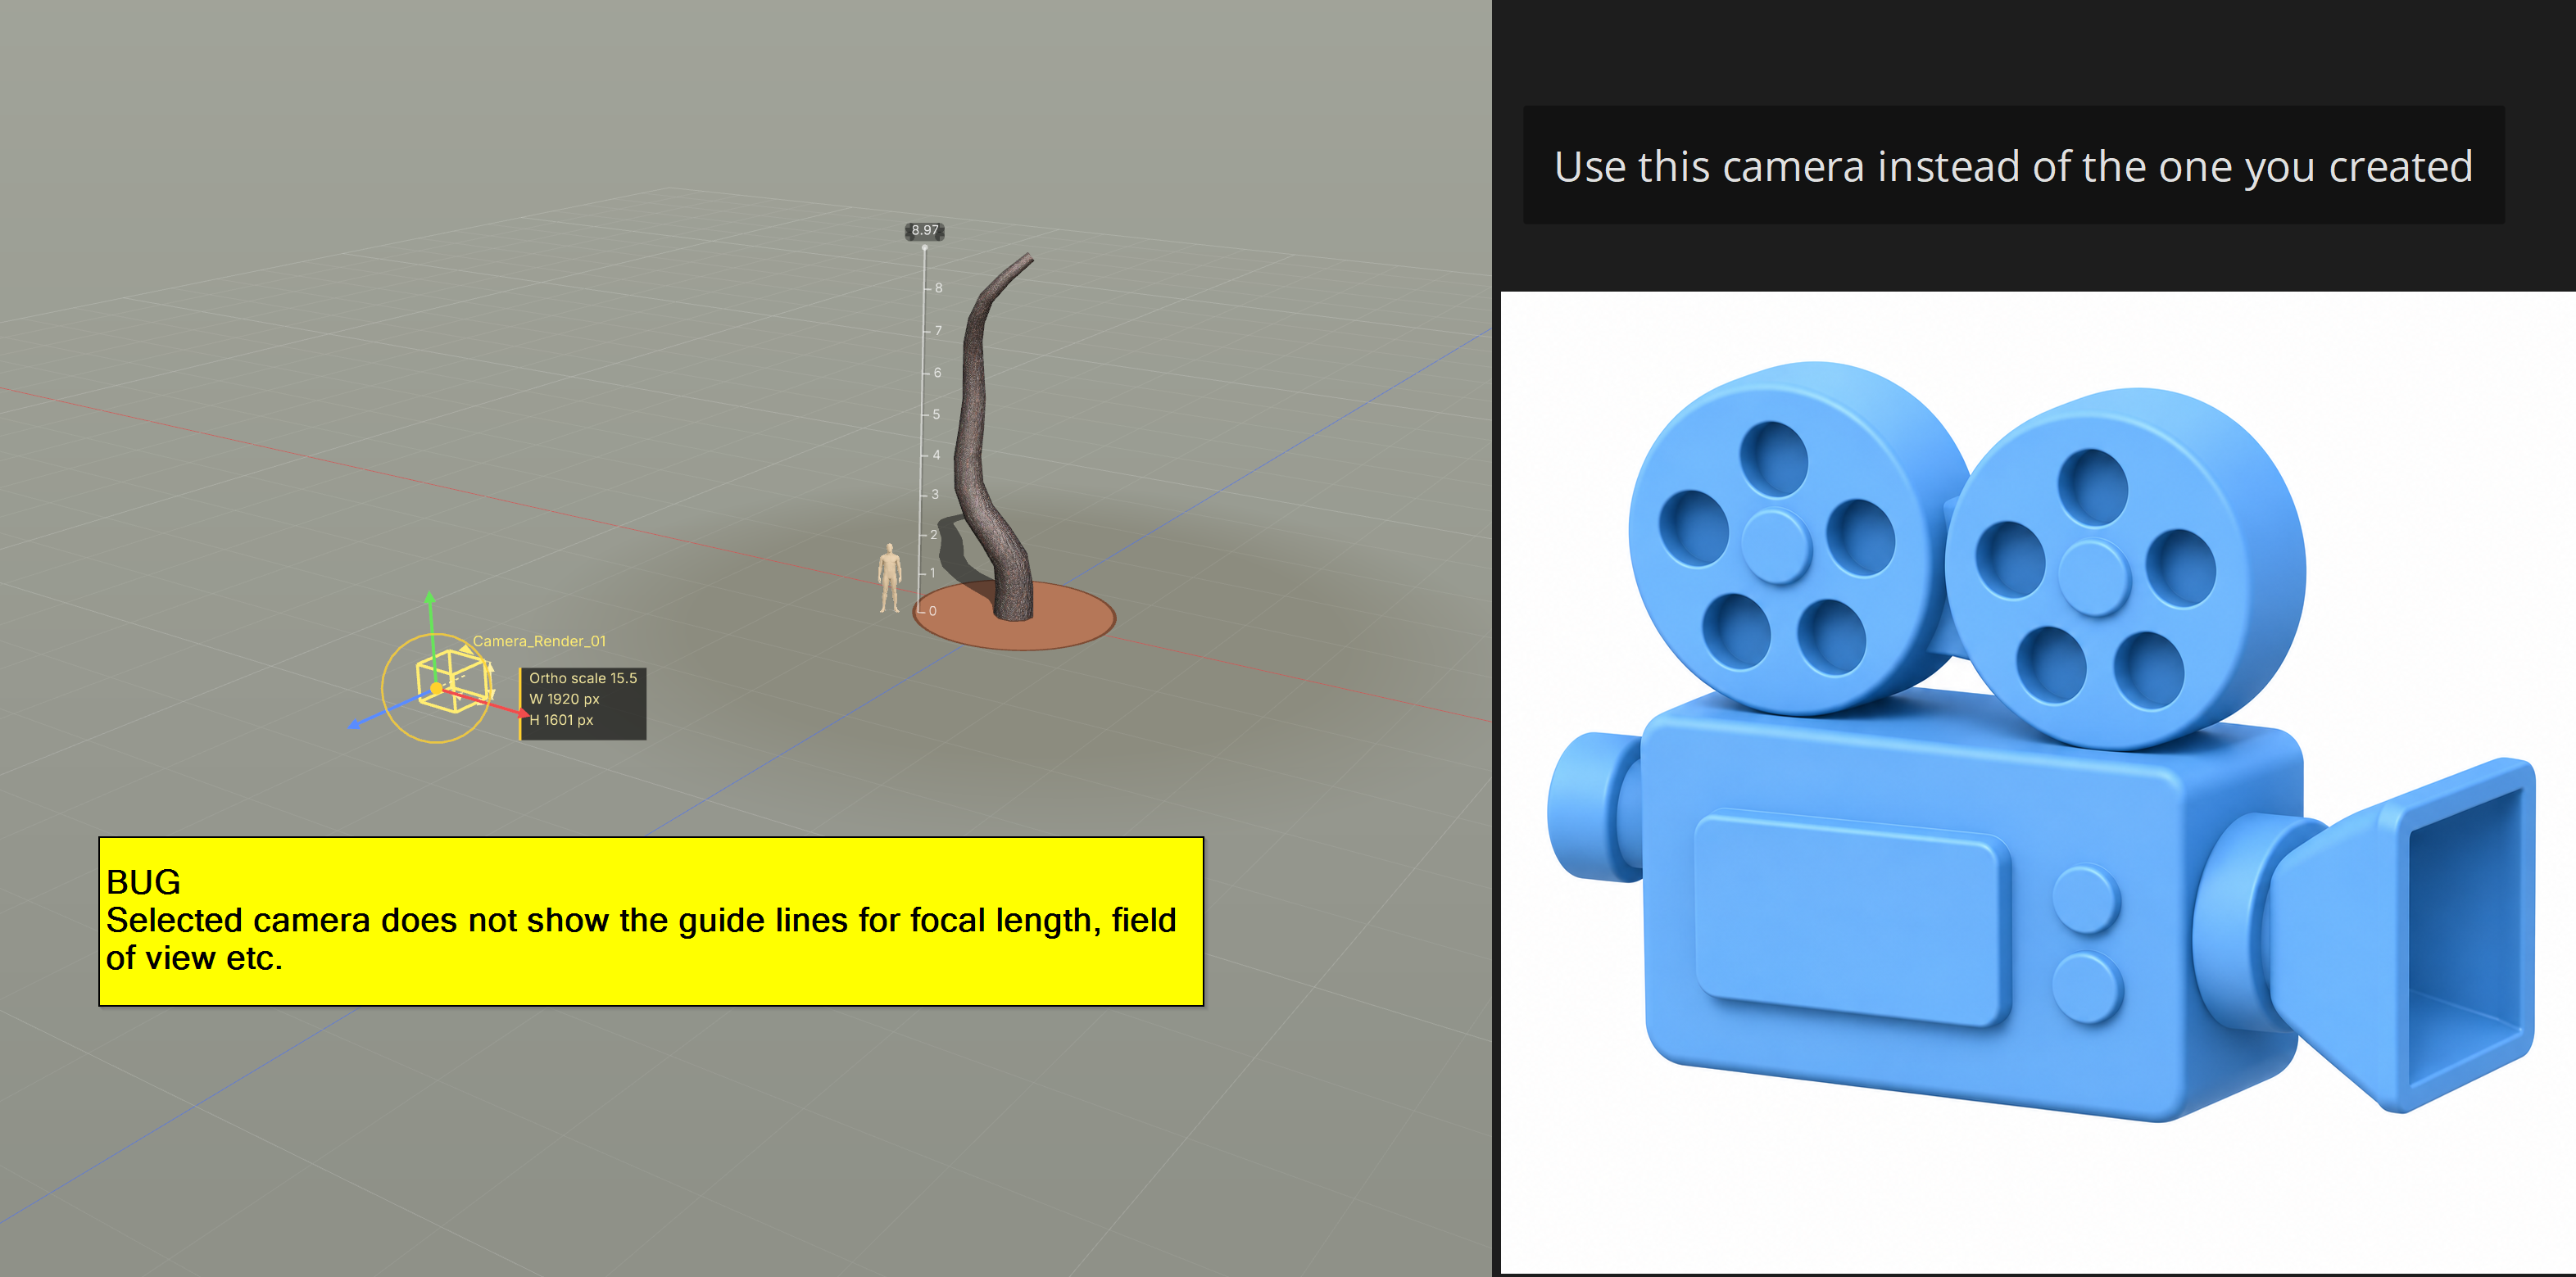 8.97
8
7
6
5
4
3
2
1
0
Camera_Render_01
Ortho scale 15.5
W 1920 px
H 1601 px
BUG
Selected camera does not show the guide lines for focal length, field
of view etc.
Use this camera instead of the one you created